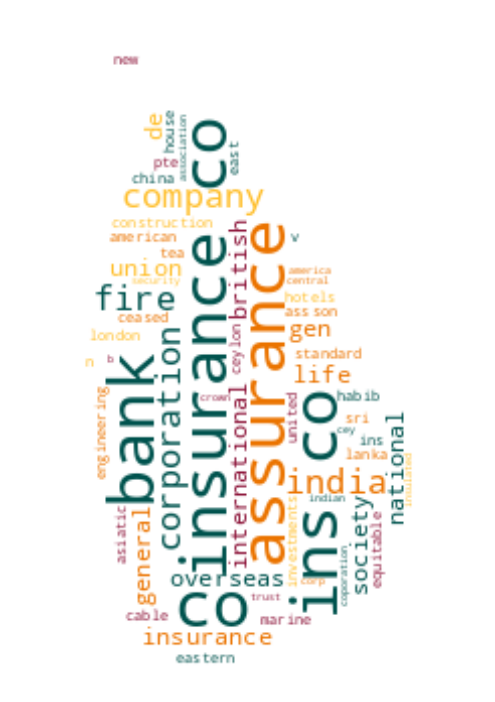 new
de
house
association
co
east
pte
china
company
construction
american
v
tea
union
security
british
insurance
assurance
america
central
fire
hotels
ceased
ass son
gen
london
corporation
ceylon
standard
n
b
bank
life
engineering
crown
international
united
co
habib
sri
cey
ins
lanka
national
india
insulated
indian
asiatic
general
investments
ins
society
equitable
coporation
overseas
corp
co
trust
cable
marine
insurance
eastern